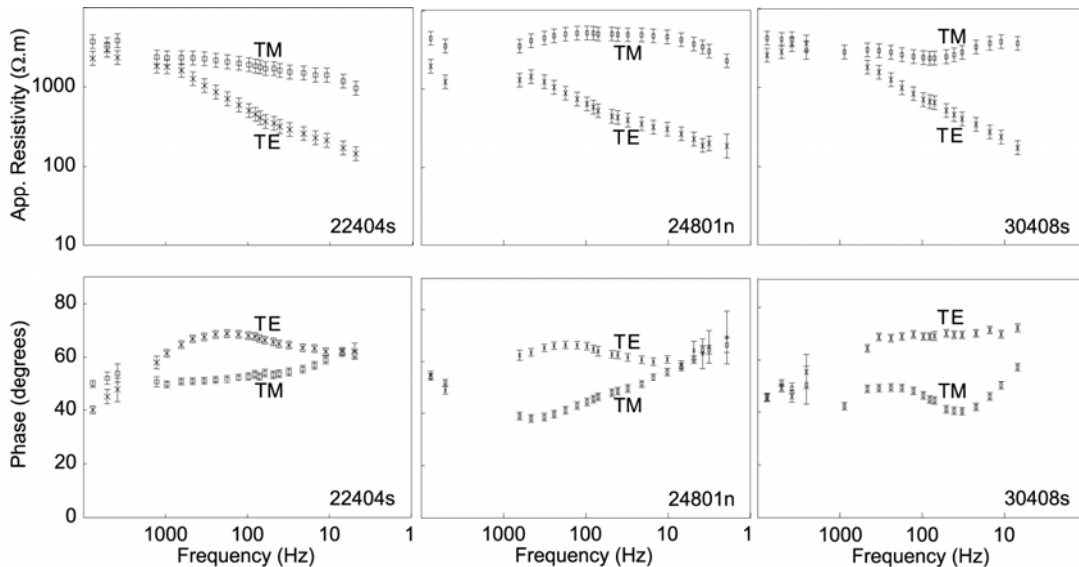 App. Resistivity (Ω.m)
1000
100
10
TM
TE
22404s
TM
TE
24801n
TM
TE
30408s
Phase (degrees)
80
60
40
20
0
TE
TM
22404s
TE
TM
24801n
TE
TM
30408s
1000 100 10 1
1000 100 10 1
1000 100 10 1
Frequency (Hz)
Frequency (Hz)
Frequency (Hz)